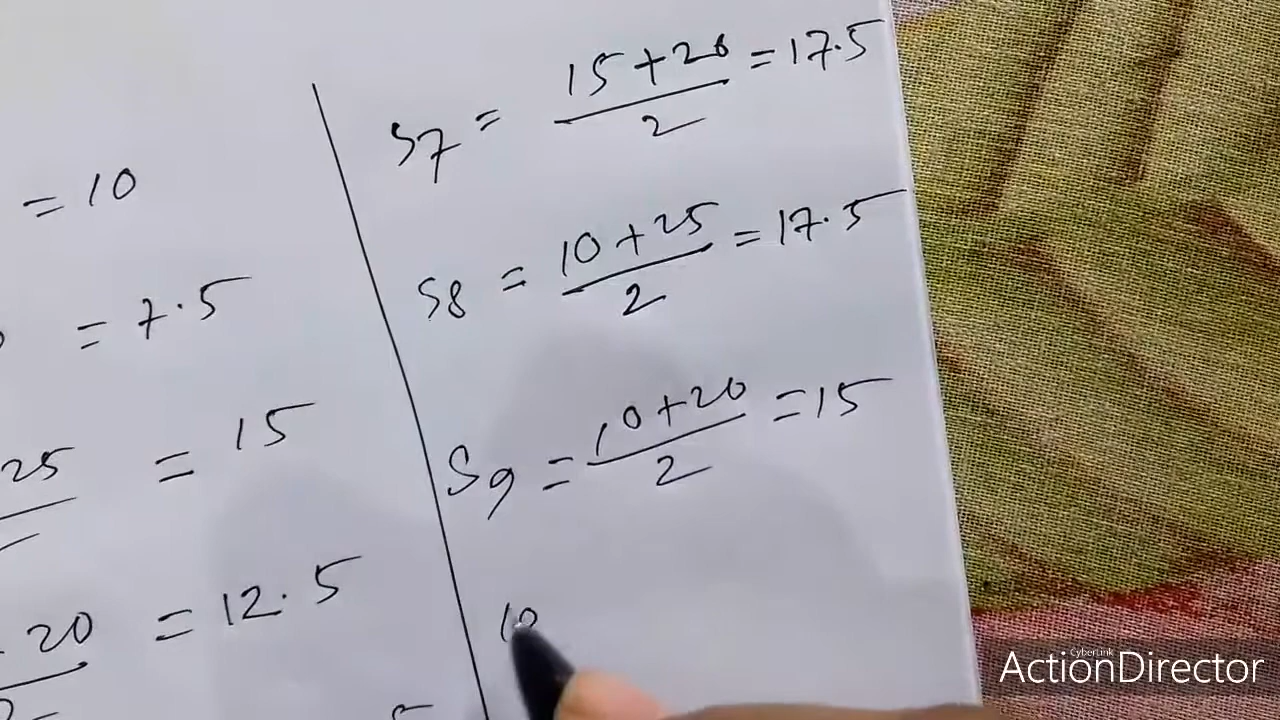 = 10
= 7.5
25 = 15
20 = 12.5
S7 = 15+20 / 2 = 17.5
S8 = 10+25 / 2 = 17.5
S9 = 10+20 / 2 = 15
10
CyberLink
ActionDirector